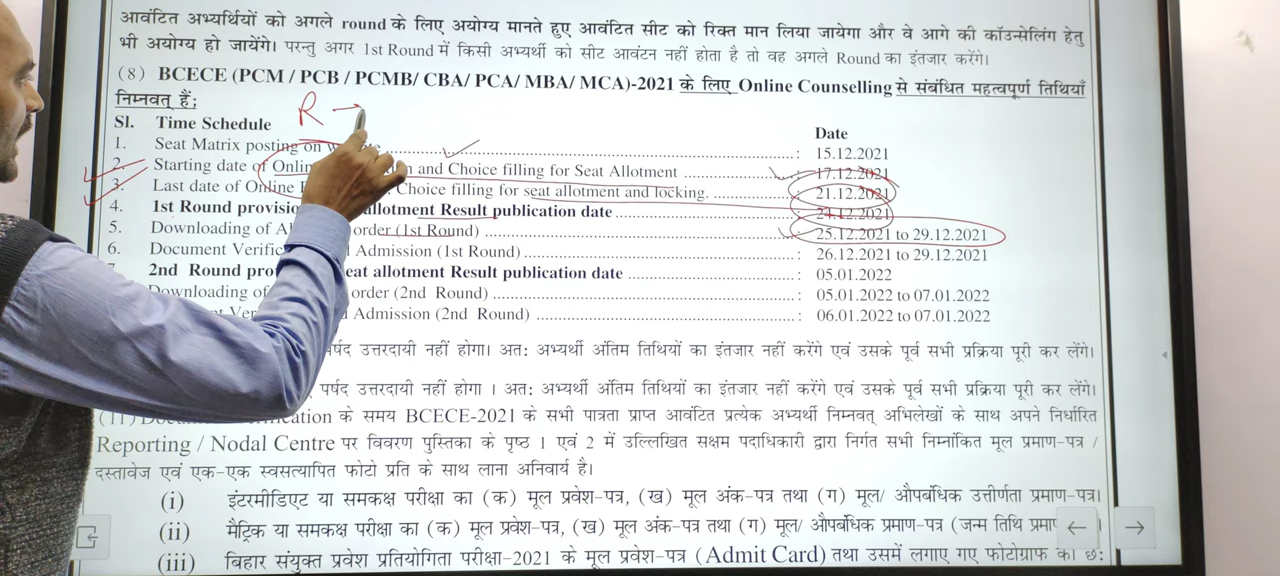 आवंटित अभ्यर्थियों को अगले round के लिए अयोग्य मानते हुए आवंटित सीट को रिक्त मान लिया जायेगा और वे आगे की कॉउन्सेलिंग हेतु
भी अयोग्य हो जायेंगे। परन्तु अगर 1st Round में किसी अभ्यर्थी को सीट आवंटन नहीं होता है तो वह अगले Round का इंतजार करेंगे।
(8) BCECE (PCM / PCB / PCMB/ CBA/ PCA/ MBA/ MCA)-2021 के लिए Online Counselling से संबंधित महत्वपूर्ण तिथियाँ
निम्नवत् हैं:
R →
Sl. Time Schedule Date
1. Seat Matrix posting on : 15.12.2021
2. Starting date of Online and Choice filling for Seat Allotment : 17.12.2021
3. Last date of Online Choice filling for seat allotment and locking. : 21.12.2021
4. 1st Round allotment Result publication date : 24.12.2021
5. Downloading of order (1st Round) : 25.12.2021 to 29.12.2021
6. Document Admission (1st Round) : 26.12.2021 to 29.12.2021
2nd Round seat allotment Result publication date : 05.01.2022
Downloading of order (2nd Round) : 05.01.2022 to 07.01.2022
Admission (2nd Round) : 06.01.2022 to 07.01.2022
उत्तरदायी नहीं होगा। अत: अभ्यर्थी अंतिम तिथियों का इंतजार नहीं करेंगे एवं उसके पूर्व सभी प्रक्रिया पूरी कर लेंगे।
पर्षद उत्तरदायी नहीं होगा । अत: अभ्यर्थी अंतिम तिथियों का इंतजार नहीं करेंगे एवं उसके पूर्व सभी प्रक्रिया पूरी कर लेंगे।
(11) के समय BCECE-2021 के सभी पात्रता प्राप्त आवंटित प्रत्येक अभ्यर्थी निम्नवत् अभिलेखों के साथ अपने निर्धारित
Reporting / Nodal Centre पर विवरण पुस्तिका के पृष्ठ 1 एवं 2 में उल्लिखित सक्षम पदाधिकारी द्वारा निर्गत सभी निम्नांकित मूल प्रमाण-पत्र /
दस्तावेज एवं एक-एक स्वसत्यापित फोटो प्रति के साथ लाना अनिवार्य है।
(i) इंटरमीडिएट या समकक्ष परीक्षा का (क) मूल प्रवेश-पत्र, (ख) मूल अंक-पत्र तथा (ग) मूल/ औपबंधिक उत्तीर्णता प्रमाण-पत्र।
(ii) मैट्रिक या समकक्ष परीक्षा का (क) मूल प्रवेश-पत्र, (ख) मूल अंक-पत्र तथा (ग) मूल/ औपबंधिक प्रमाण-पत्र (जन्म तिथि
(iii) बिहार संयुक्त प्रवेश प्रतियोगिता परीक्षा-2021 के मूल प्रवेश-पत्र (Admit Card) तथा उसमें लगाए गए फोटोग्राफ का छ: